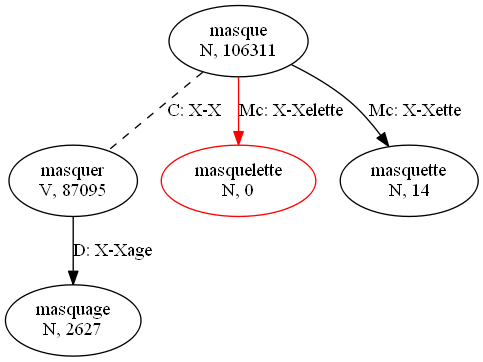 masque
N, 106311
C: X-X
Mc: X-Xelette
Mc: X-Xette
masquer
V, 87095
masquelette
N, 0
masquette
N, 14
D: X-Xage
masquage
N, 2627